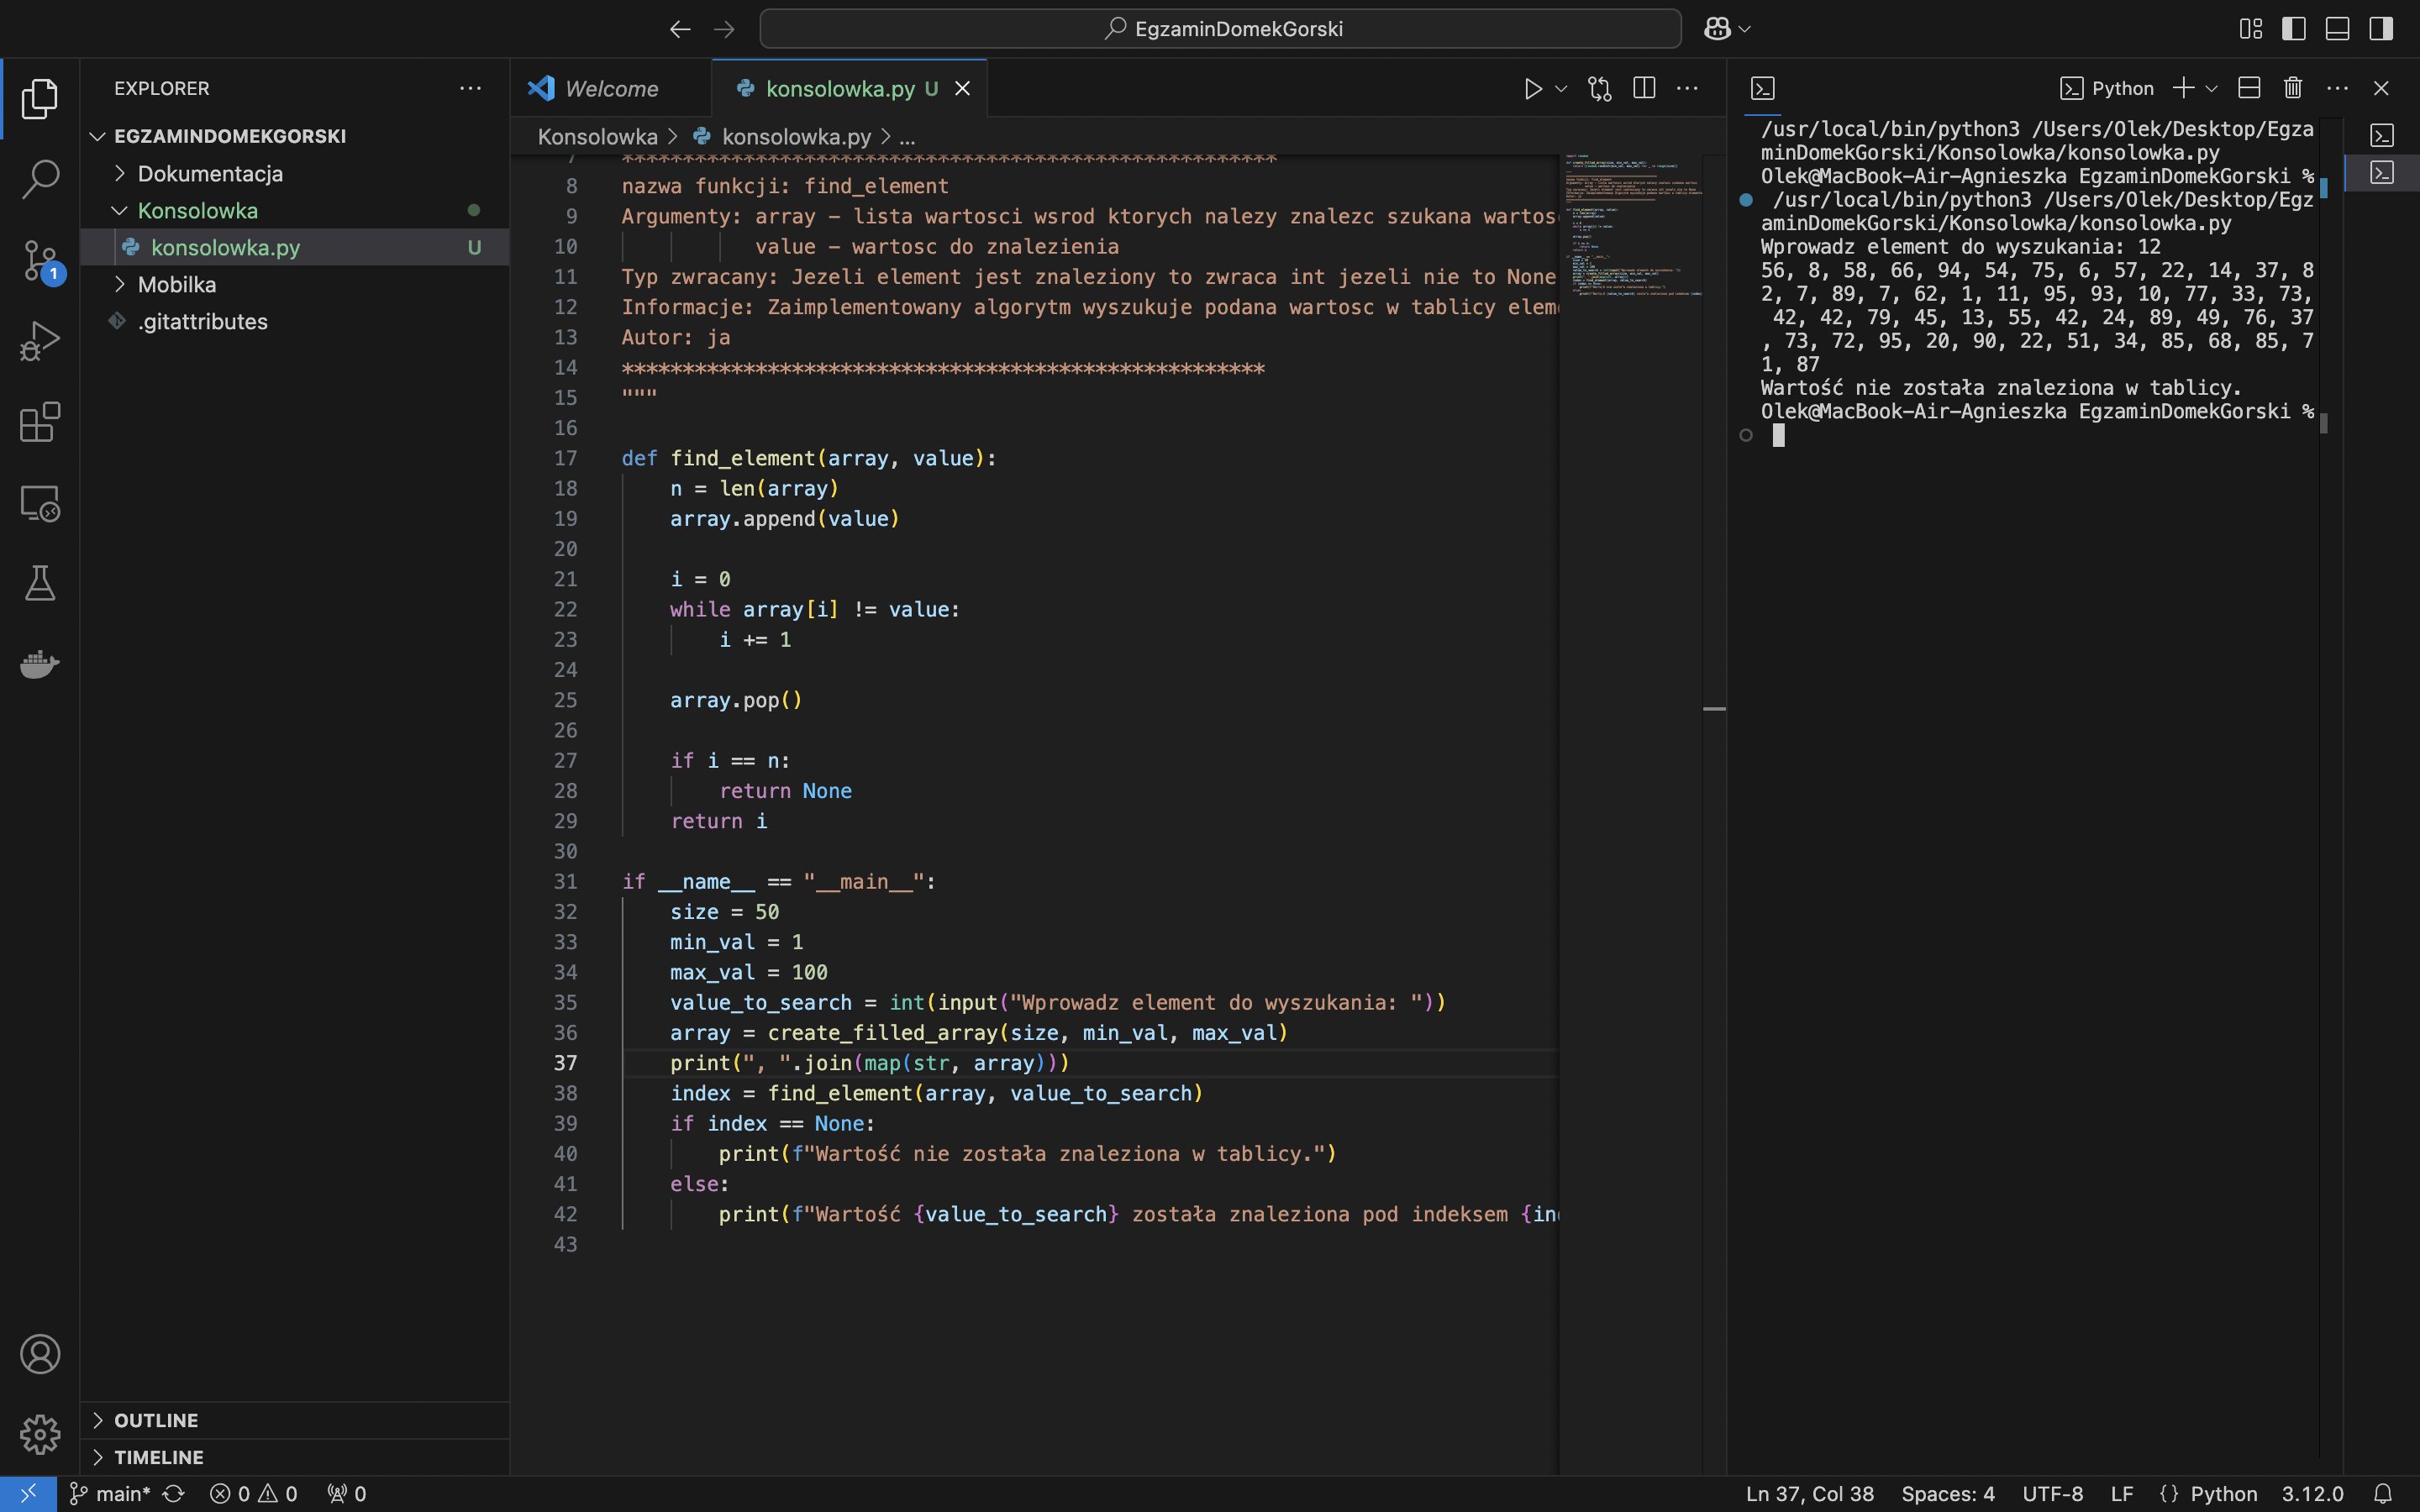 EgzaminDomekGorski
EXPLORER
EGZAMINDOMEKGORSKI
Dokumentacja
Konsolowka
konsolowka.py U
Mobilka
.gitattributes
OUTLINE
TIMELINE
1
Welcome
konsolowka.py U
Konsolowka > konsolowka.py > ...
7 ******************************************************
8 nazwa funkcji: find_element
9 Argumenty: array – lista wartosci wsrod ktorych nalezy znalezc szukana wartosc
10 value – wartosc do znalezienia
11 Typ zwracany: Jezeli element jest znaleziony to zwraca int jezeli nie to None
12 Informacje: Zaimplementowany algorytm wyszukuje podana wartosc w tablicy eleme
13 Autor: ja
14 *****************************************************
15 """
16
17 def find_element(array, value):
18 n = len(array)
19 array.append(value)
20
21 i = 0
22 while array[i] != value:
23 i += 1
24
25 array.pop()
26
27 if i == n:
28 return None
29 return i
30
31 if __name__ == "__main__":
32 size = 50
33 min_val = 1
34 max_val = 100
35 value_to_search = int(input("Wprowadz element do wyszukania: "))
36 array = create_filled_array(size, min_val, max_val)
37 print(", ".join(map(str, array)))
38 index = find_element(array, value_to_search)
39 if index == None:
40 print(f"Wartość nie została znaleziona w tablicy.")
41 else:
42 print(f"Wartość {value_to_search} została znaleziona pod indeksem {ind
43
Python
/usr/local/bin/python3 /Users/Olek/Desktop/Egza
minDomekGorski/Konsolowka/konsolowka.py
Olek@MacBook-Air-Agnieszka EgzaminDomekGorski %
/usr/local/bin/python3 /Users/Olek/Desktop/Egz
aminDomekGorski/Konsolowka/konsolowka.py
Wprowadz element do wyszukania: 12
56, 8, 58, 66, 94, 54, 75, 6, 57, 22, 14, 37, 8
2, 7, 89, 7, 62, 1, 11, 95, 93, 10, 77, 33, 73,
42, 42, 79, 45, 13, 55, 42, 24, 89, 49, 76, 37
, 73, 72, 95, 20, 90, 22, 51, 34, 85, 68, 85, 7
1, 87
Wartość nie została znaleziona w tablicy.
Olek@MacBook-Air-Agnieszka EgzaminDomekGorski %
main* 0 0 0
Ln 37, Col 38 Spaces: 4 UTF-8 LF {} Python 3.12.0